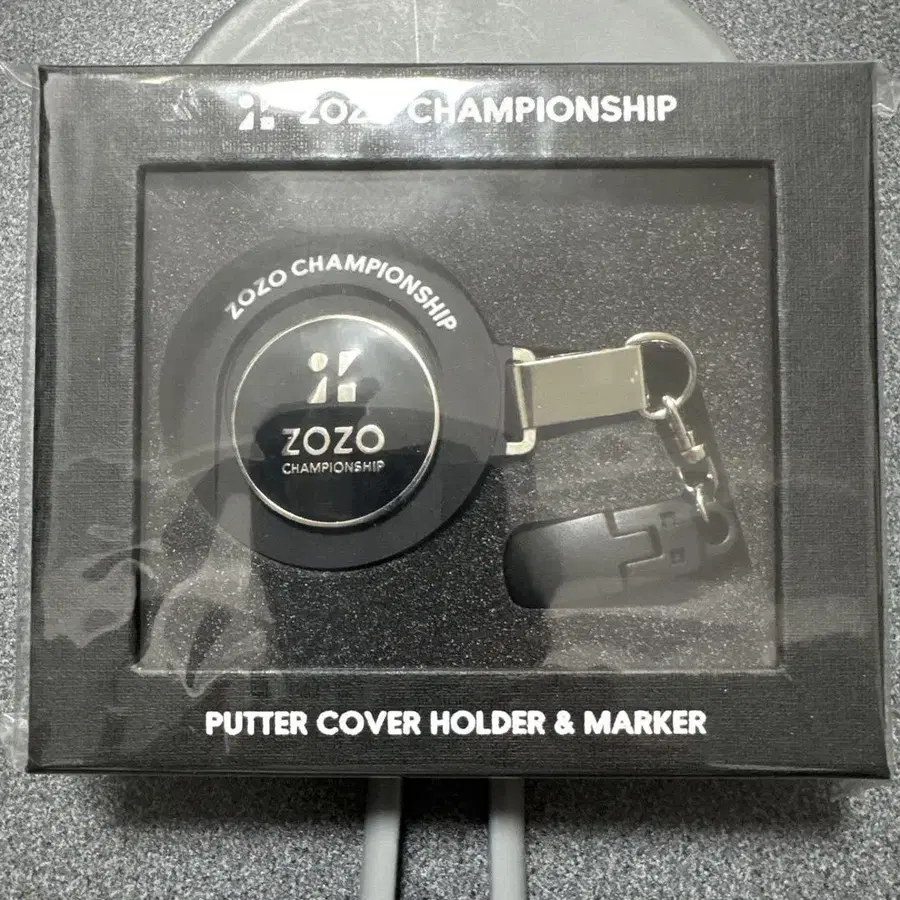 ZOZO CHAMPIONSHIP
ZOZO CHAMPIONSHIP
ZOZO
CHAMPIONSHIP
PUTTER COVER HOLDER & MARKER